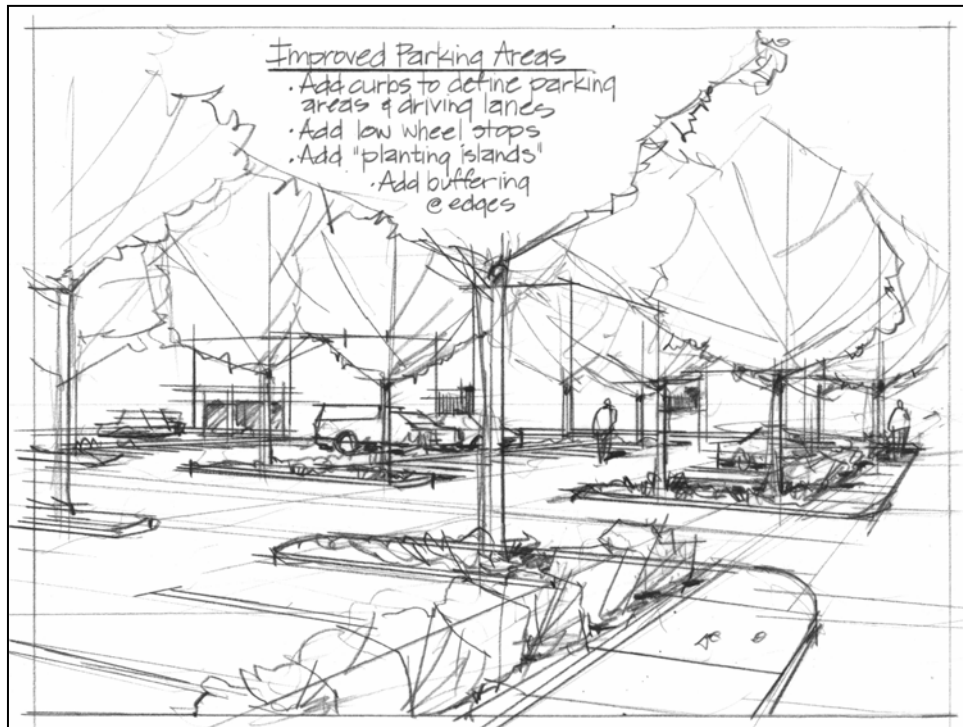 Improved Parking Areas
· Add curbs to define parking
areas & driving lanes
· Add low wheel stops
· Add "planting islands"
· Add buffering
@ edges